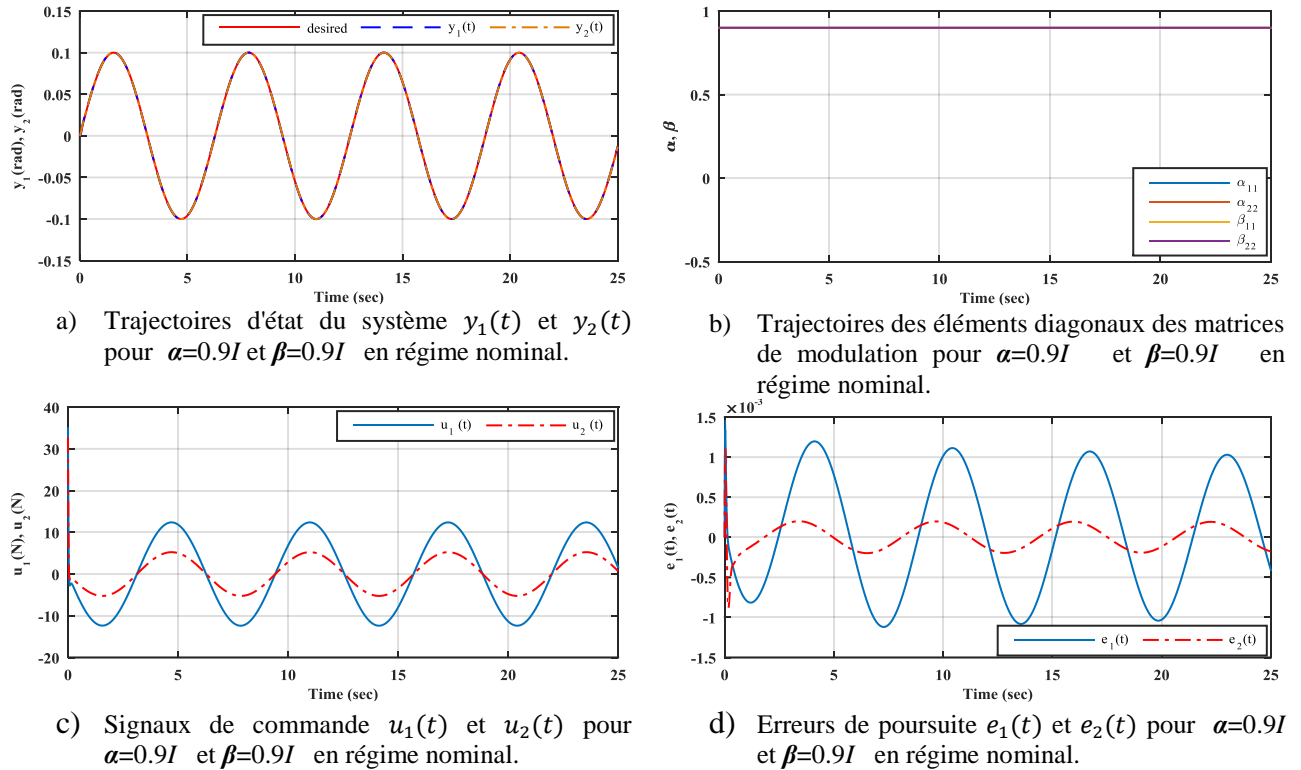 desired y₁(t) y₂(t)
0.15
0.1
0.05
0
-0.05
-0.1
-0.15
y₁(rad), y₂(rad)
0 5 10 15 20 25
Time (sec)
a) Trajectoires d'état du système y₁(t) et y₂(t)
pour α=0.9I et β=0.9I en régime nominal.
1
0.5
0
-0.5
α, β
α₁₁
α₂₂
β₁₁
β₂₂
0 5 10 15 20 25
Time (sec)
b) Trajectoires des éléments diagonaux des matrices
de modulation pour α=0.9I et β=0.9I en
régime nominal.
u₁ (t) u₂ (t)
40
30
20
10
0
-10
-20
u₁(N), u₂(N)
0 5 10 15 20 25
Time (sec)
c) Signaux de commande u₁(t) et u₂(t) pour
α=0.9I et β=0.9I en régime nominal.
×10⁻³
1.5
1
0.5
0
-0.5
-1
-1.5
e₁(t), e₂(t)
e₁(t) e₂(t)
0 5 10 15 20 25
Time (sec)
d) Erreurs de poursuite e₁(t) et e₂(t) pour α=0.9I
et β=0.9I en régime nominal.